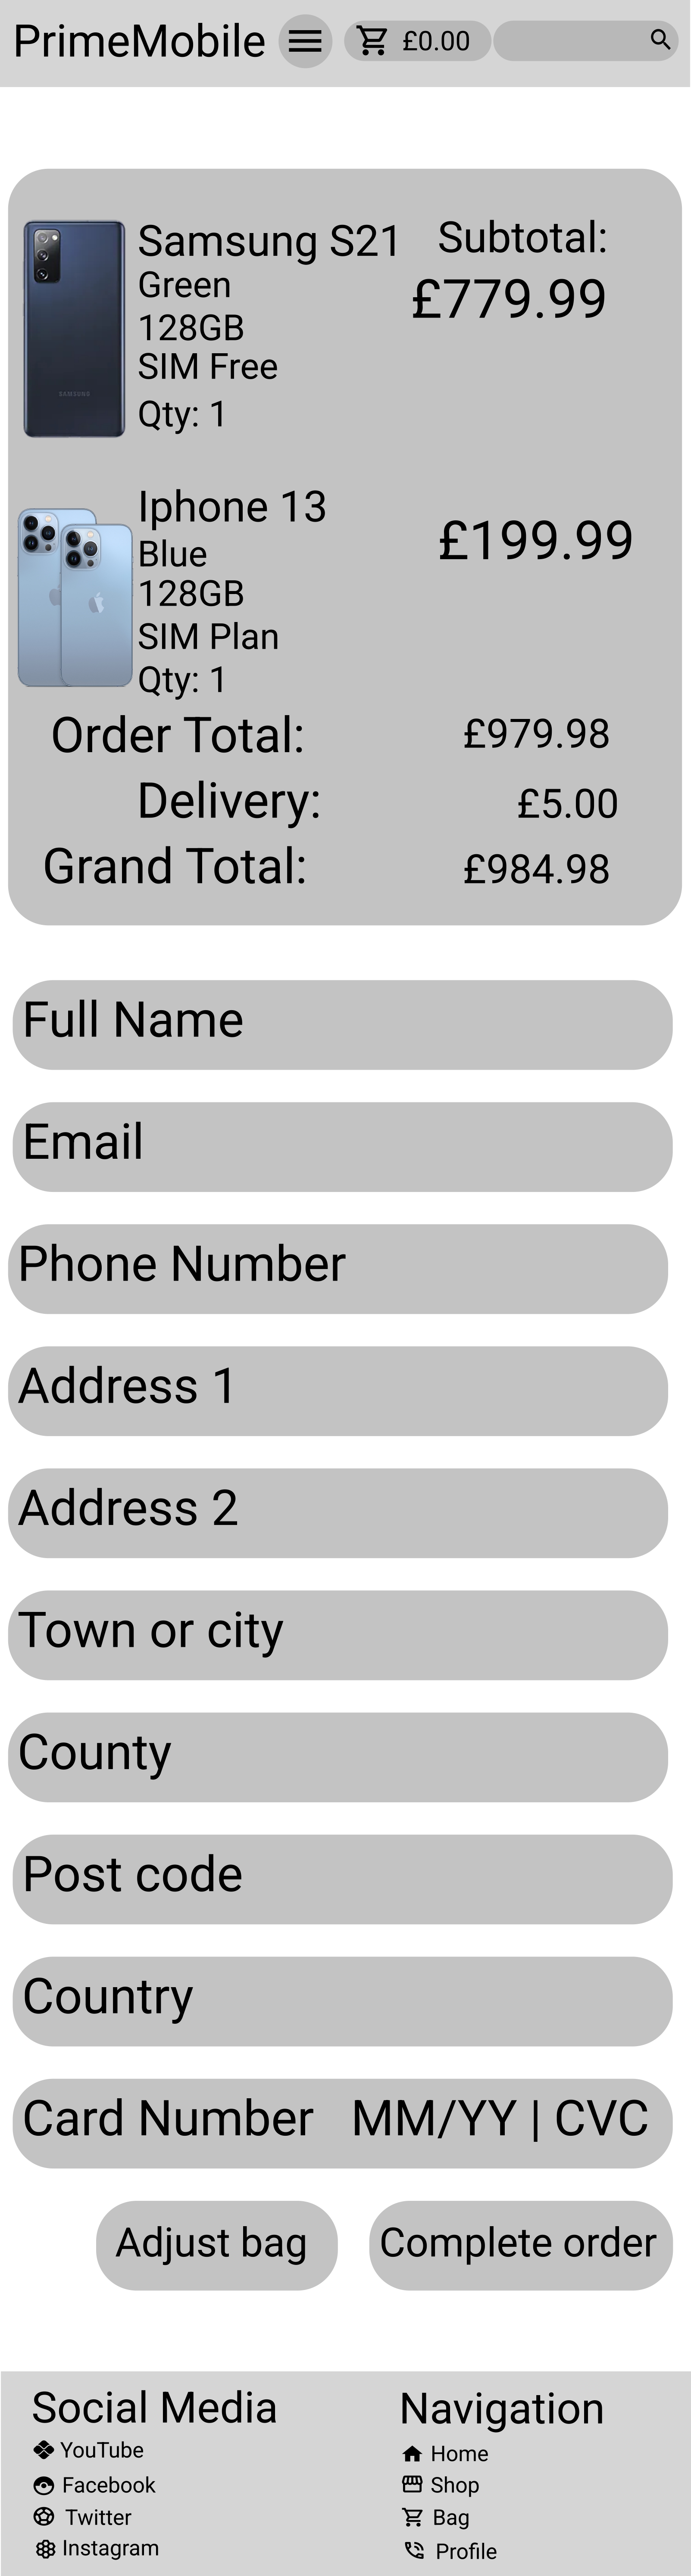 PrimeMobile £0.00
Samsung S21 Subtotal:
Green £779.99
128GB
SIM Free
Qty: 1
SAMSUNG
Iphone 13 £199.99
Blue
128GB
SIM Plan
Qty: 1
Order Total: £979.98
Delivery: £5.00
Grand Total: £984.98
Full Name
Email
Phone Number
Address 1
Address 2
Town or city
County
Post code
Country
Card Number MM/YY | CVC
Adjust bag Complete order
Social Media
YouTube
Facebook
Twitter
Instagram
Navigation
Home
Shop
Bag
Profile